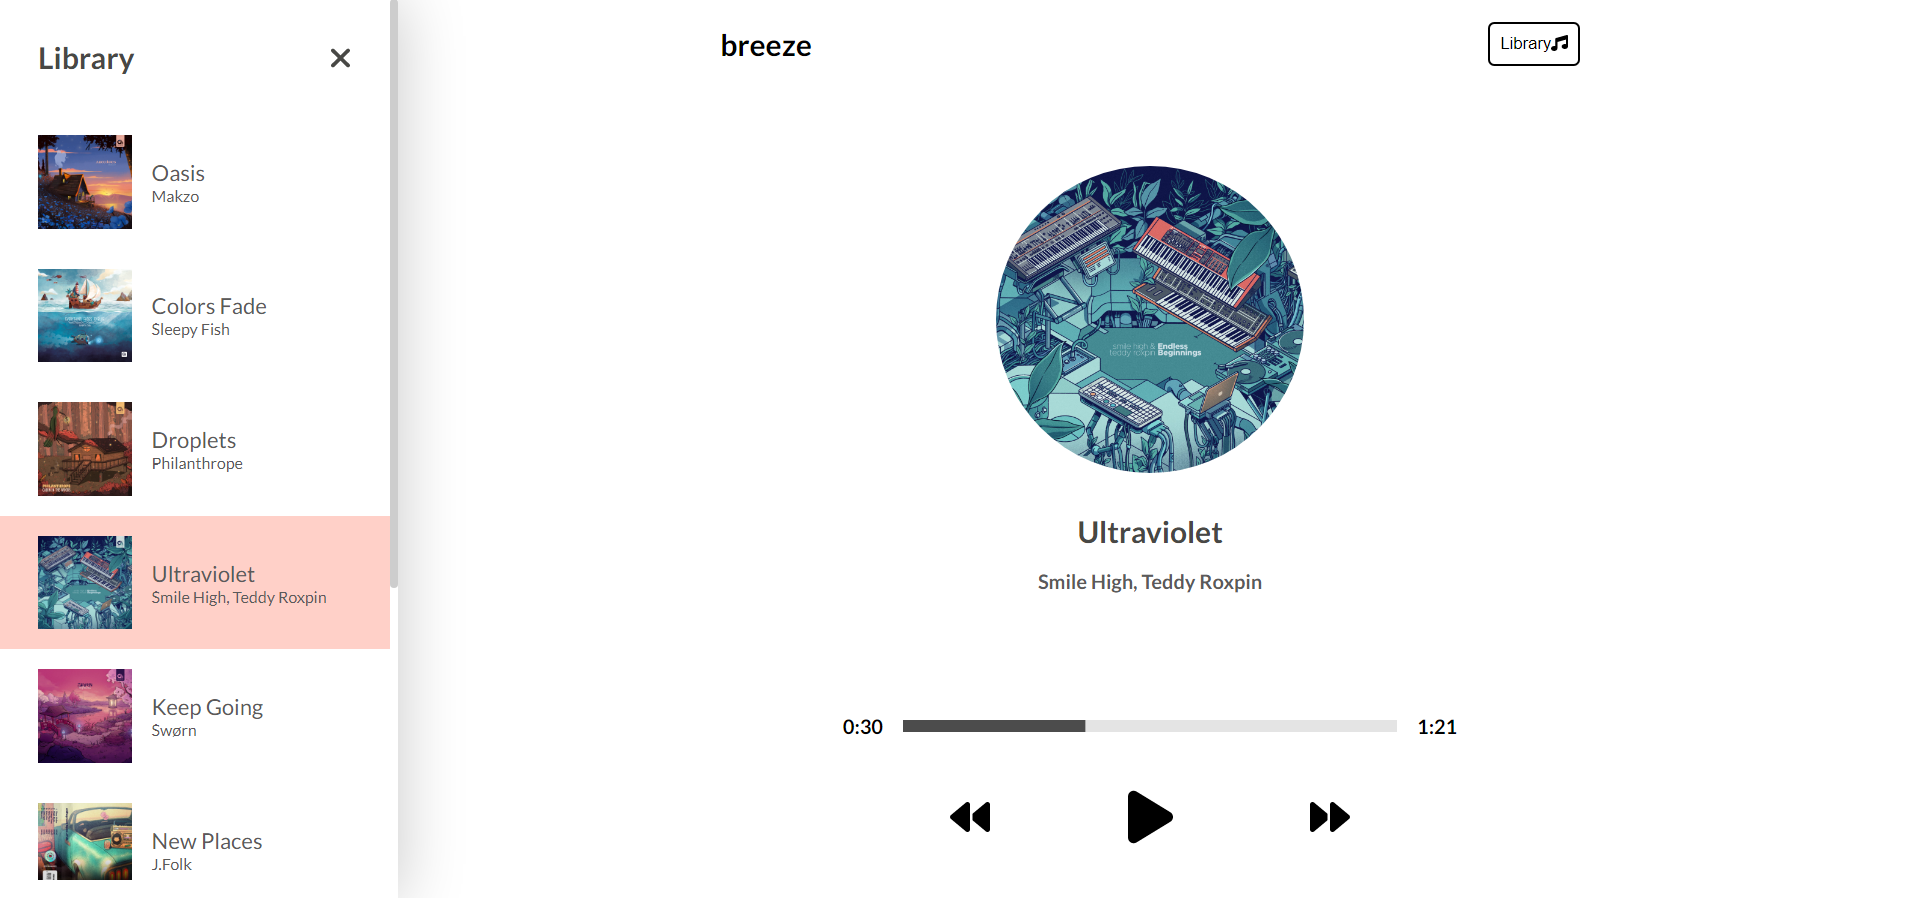 Library
breeze
Library
Oasis
Makzo
Colors Fade
Sleepy Fish
Droplets
Philanthrope
Ultraviolet
Smile High, Teddy Roxpin
Keep Going
Swørn
New Places
J.Folk
smile high & Endless
teddy roxpin Beginnings
Ultraviolet
Smile High, Teddy Roxpin
0:30
1:21